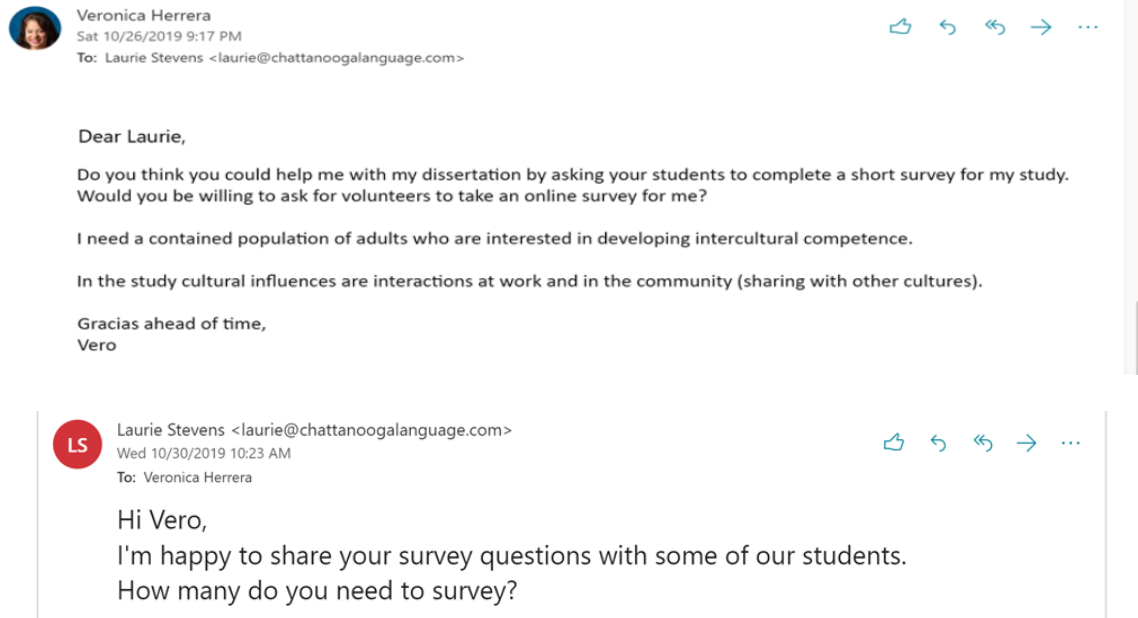 Veronica Herrera
Sat 10/26/2019 9:17 PM
To: Laurie Stevens <laurie@chattanoogalanguage.com>
Dear Laurie,
Do you think you could help me with my dissertation by asking your students to complete a short survey for my study.
Would you be willing to ask for volunteers to take an online survey for me?
I need a contained population of adults who are interested in developing intercultural competence.
In the study cultural influences are interactions at work and in the community (sharing with other cultures).
Gracias ahead of time,
Vero
LS
Laurie Stevens <laurie@chattanoogalanguage.com>
Wed 10/30/2019 10:23 AM
To: Veronica Herrera
Hi Vero,
I'm happy to share your survey questions with some of our students.
How many do you need to survey?